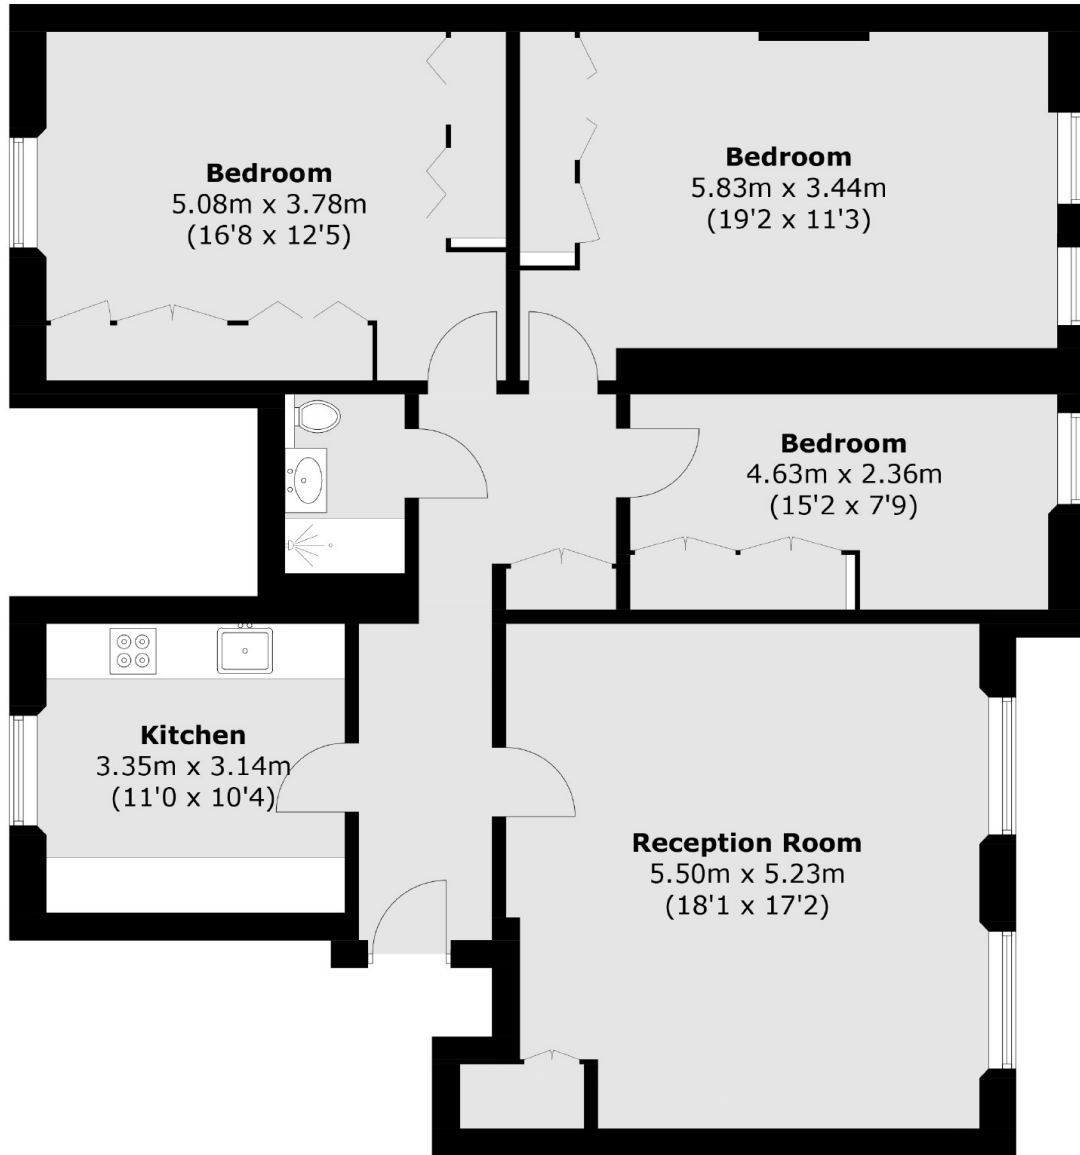 Bedroom
5.08m x 3.78m
(16'8 x 12'5)
Bedroom
5.83m x 3.44m
(19'2 x 11'3)
Bedroom
4.63m x 2.36m
(15'2 x 7'9)
Kitchen
3.35m x 3.14m
(11'0 x 10'4)
Reception Room
5.50m x 5.23m
(18'1 x 17'2)